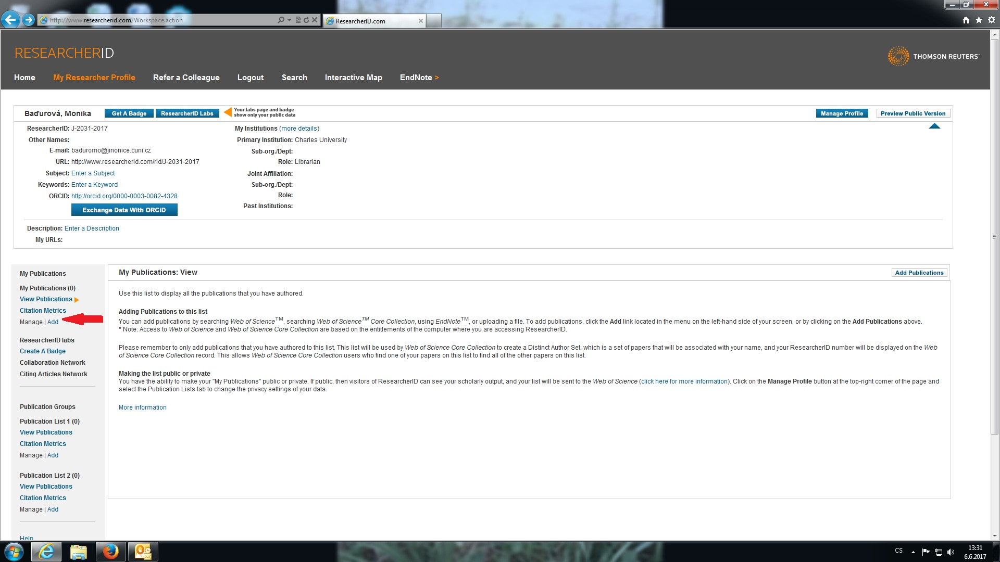 http://www.researcherid.com/Workspace.action
ResearcherID.com
RESEARCHERID
THOMSON REUTERS™
Home My Researcher Profile Refer a Colleague Logout Search Interactive Map EndNote >
Baďurová, Monika Get A Badge ResearcherID Labs Your labs page and badge
show only your public data
Manage Profile Preview Public Version
ResearcherID: J-2031-2017
Other Names:
E-mail: baduromo@jinonice.cuni.cz
URL: http://www.researcherid.com/rid/J-2031-2017
Subject: Enter a Subject
Keywords: Enter a Keyword
ORCID: http://orcid.org/0000-0003-0082-4328
Exchange Data With ORCiD
My Institutions (more details)
Primary Institution: Charles University
Sub-org./Dept:
Role: Librarian
Joint Affiliation:
Sub-org./Dept:
Role:
Past Institutions:
Description: Enter a Description
My URLs:
My Publications
My Publications (0)
View Publications
Citation Metrics
Manage | Add
ResearcherID labs
Create A Badge
Collaboration Network
Citing Articles Network
Publication Groups
Publication List 1 (0)
View Publications
Citation Metrics
Manage | Add
Publication List 2 (0)
View Publications
Citation Metrics
Manage | Add
Help
My Publications: View
Add Publications
Use this list to display all the publications that you have authored.
Adding Publications to this list
You can add publications by searching Web of Science™, searching Web of Science™ Core Collection, using EndNote™, or uploading a file. To add publications, click the Add link located in the menu on the left-hand side of your screen, or by clicking on the Add Publications above.
* Note: Access to Web of Science and Web of Science Core Collection are based on the entitlements of the computer where you are accessing ResearcherID.
Please remember to only add publications that you have authored to this list. This list will be used by Web of Science Core Collection to create a Distinct Author Set, which is a set of papers that will be associated with your name, and your ResearcherID number will be displayed on the Web
of Science Core Collection record. This allows Web of Science Core Collection users who find one of your papers on this list to find all of the other papers on this list.
Making the list public or private
You have the ability to make your "My Publications" public or private. If public, then visitors of ResearcherID can see your scholarly output, and your list will be sent to the Web of Science (click here for more information). Click on the Manage Profile button at the top-right corner of the page and
select the Publication Lists tab to change the privacy settings of your data.
More information
CS
13:31
6.6.2017